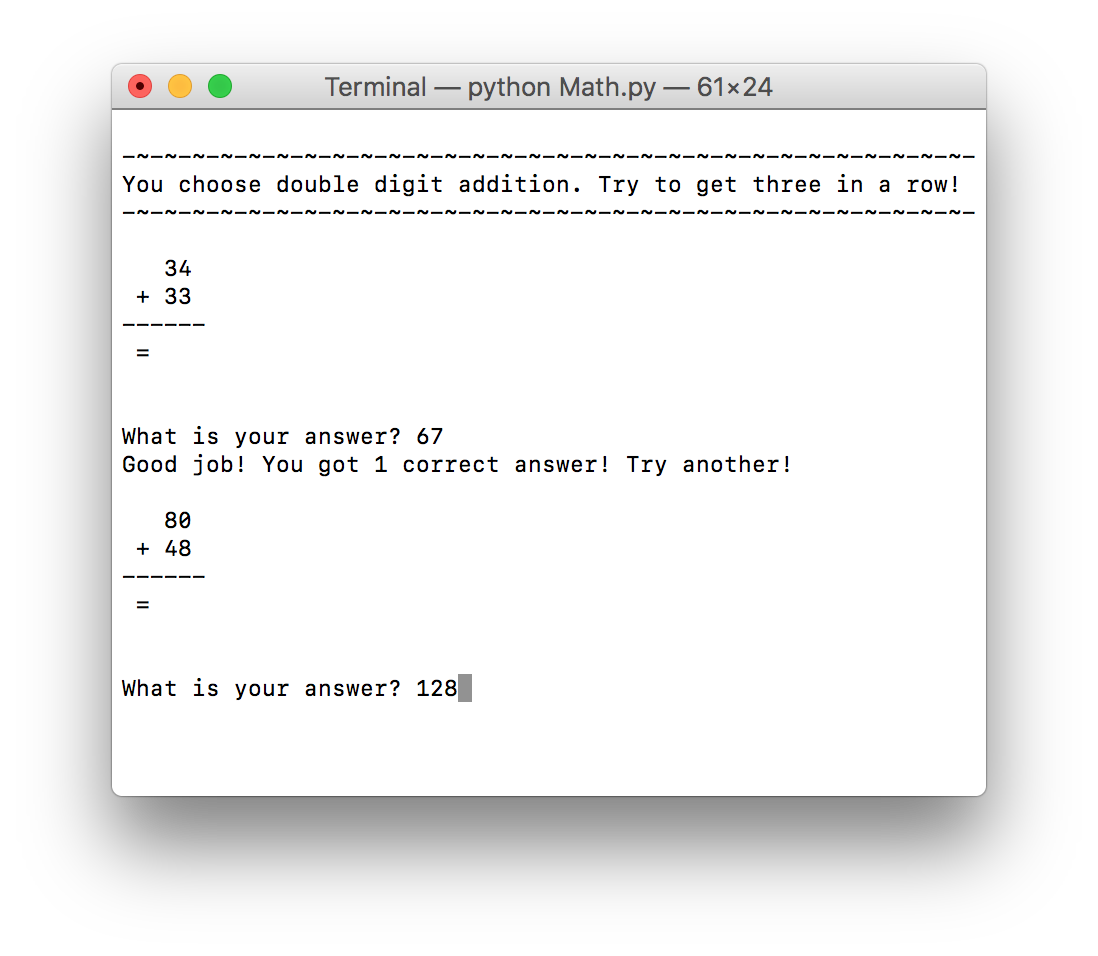 Terminal — python Math.py — 61×24
-~-~-~-~-~-~-~-~-~-~-~-~-~-~-~-~-~-~-~-~-~-~-~-~-~-~-~-~-~-~-
You choose double digit addition. Try to get three in a row!
-~-~-~-~-~-~-~-~-~-~-~-~-~-~-~-~-~-~-~-~-~-~-~-~-~-~-~-~-~-~-
34
+ 33
------
=
What is your answer? 67
Good job! You got 1 correct answer! Try another!
80
+ 48
------
=
What is your answer? 128